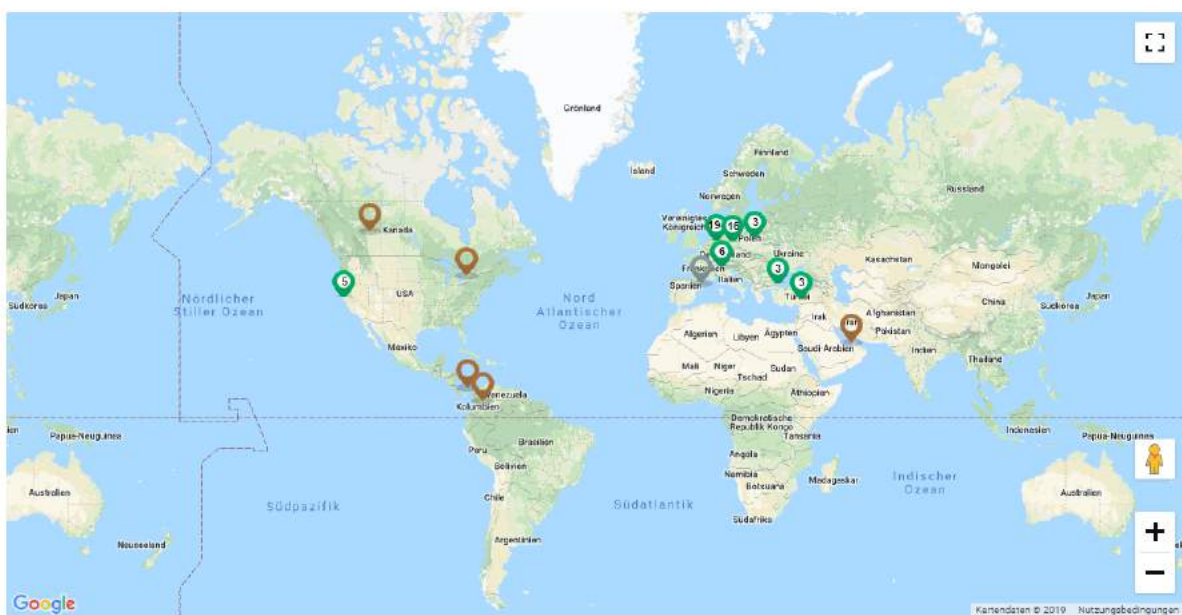 Grönland
Finnland
Island
Schweden
Russland
Norwegen
Vereinigtes
Königreich
19
16
3
Polen
Kanada
6
Ukraine
Kasachstan
Mongolei
Frankreich
3
5
Italien
Spanien
3
Türkei
USA
Nördlicher
Stiller Ozean
Nord
Atlantischer
Ozean
Südkorea
Japan
China
Südkorea
Japan
Irak
Iran
Afghanistan
Pakistan
Algerien
Libyen
Ägypten
Saudi-Arabien
Mexiko
Indien
Thailand
Mali
Niger
Tschad
Sudan
Nigeria
Äthiopien
Venezuela
Kolumbien
Demokratische
Republik Kongo
Tansania
Indonesien
Papua-Neuguinea
Papua-Neuguinea
Brasilien
Peru
Bolivien
Angola
Namibia
Botsuana
Madagaskar
Indischer
Ozean
Australien
Australien
Chile
Südpazifik
Südatlantik
Südafrika
Argentinien
Neuseeland
Google
Kartendaten © 2019
Nutzungsbedingungen